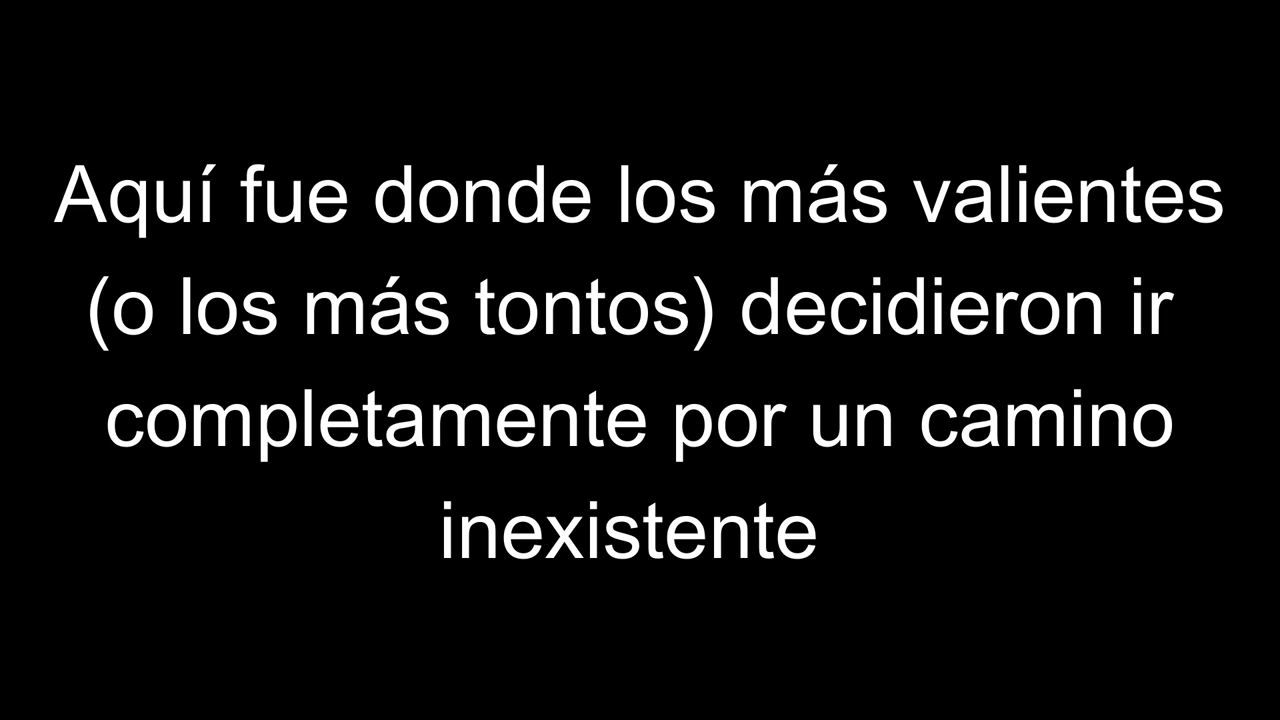 Aquí fue donde los más valientes
(o los más tontos) decidieron ir
completamente por un camino
inexistente